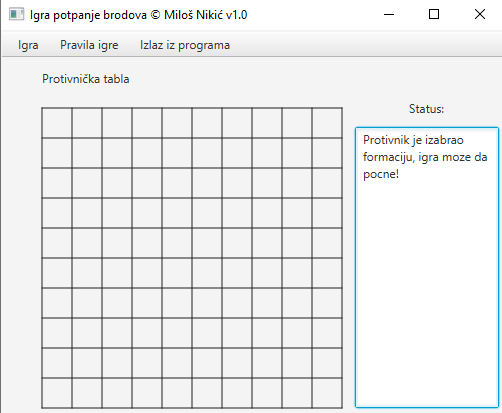 Igra potpanje brodova © Miloš Nikić v1.0
Igra Pravila igre Izlaz iz programa
Protivnička tabla
Status:
Protivnik je izabrao
formaciju, igra moze da
pocne!